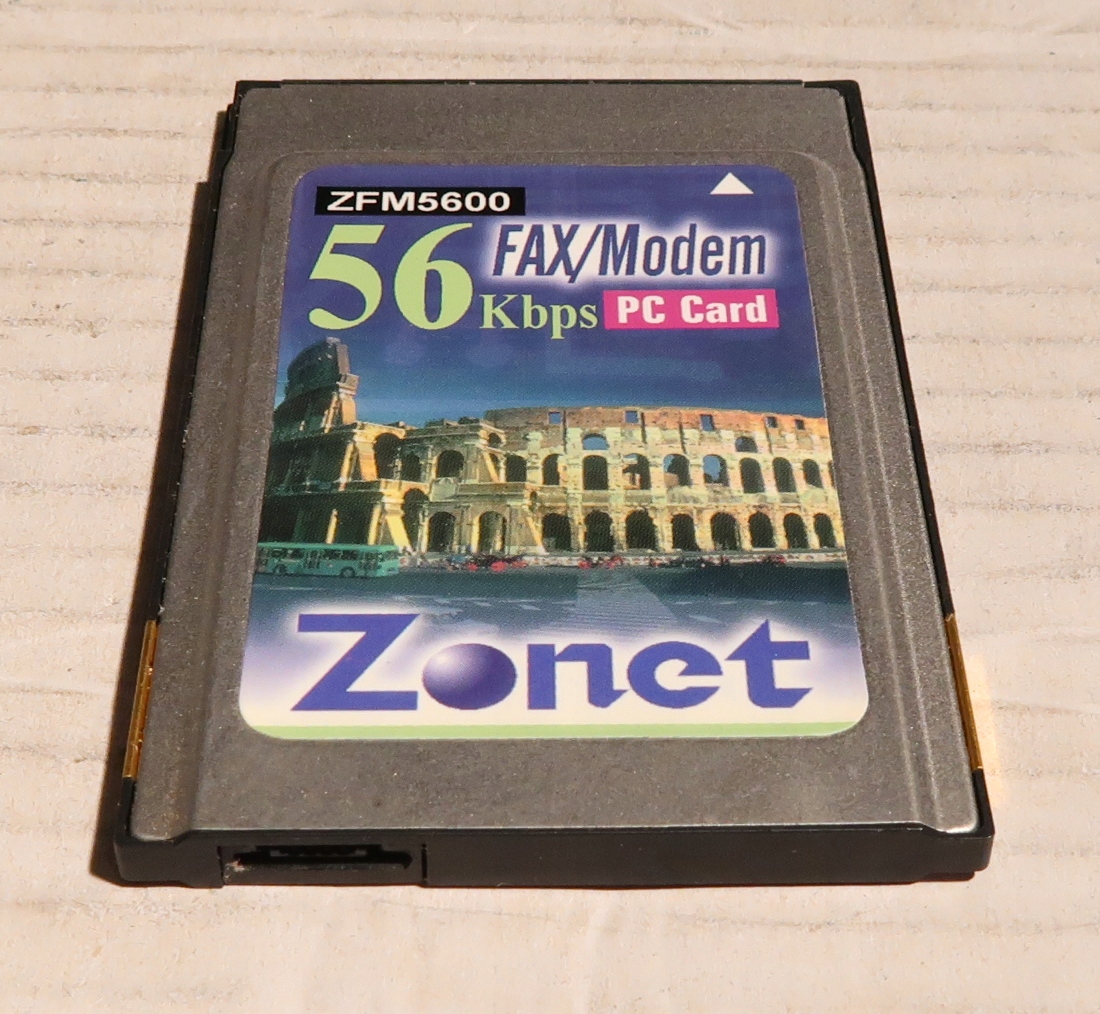 ZFM5600
56 Kbps FAX/Modem
PC Card
Zonet